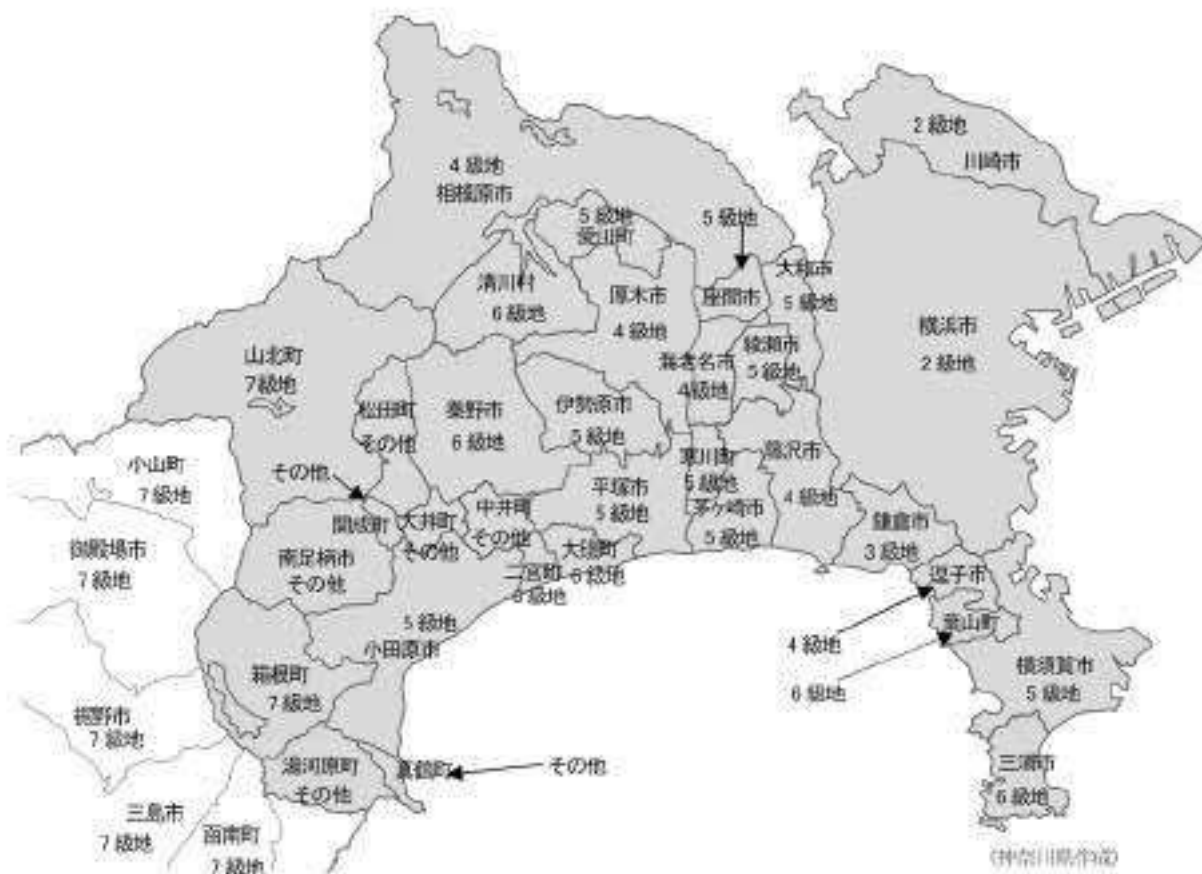 2級地
川崎市
4級地
相模原市
5級地
愛川町
5級地
座間市
大和市
5級地
清川村
6級地
厚木市
4級地
横浜市
2級地
山北町
7級地
海老名市
4級地
綾瀬市
5級地
松田町
その他
秦野市
6級地
伊勢原市
5級地
小山町
7級地
その他
開成町
大井町
その他
中井町
その他
平塚市
5級地
寒川町
5級地
藤沢市
4級地
茅ヶ崎市
5級地
鎌倉市
3級地
御殿場市
7級地
南足柄市
その他
二宮町
6級地
大磯町
6級地
逗子市
4級地
葉山町
6級地
5級地
小田原市
箱根町
7級地
横須賀市
5級地
裾野市
7級地
湯河原町
その他
真鶴町
その他
三浦市
6級地
三島市
7級地
函南町
7級地
(神奈川県作成)